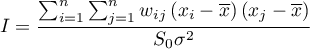 $I = \frac{\sum_{i=1}^{n} \sum_{j=1}^{n} w_{ij} \left(x_i - \overline{x}\right) \left(x_j - \overline{x}\right)}{S_0 \sigma^2}$